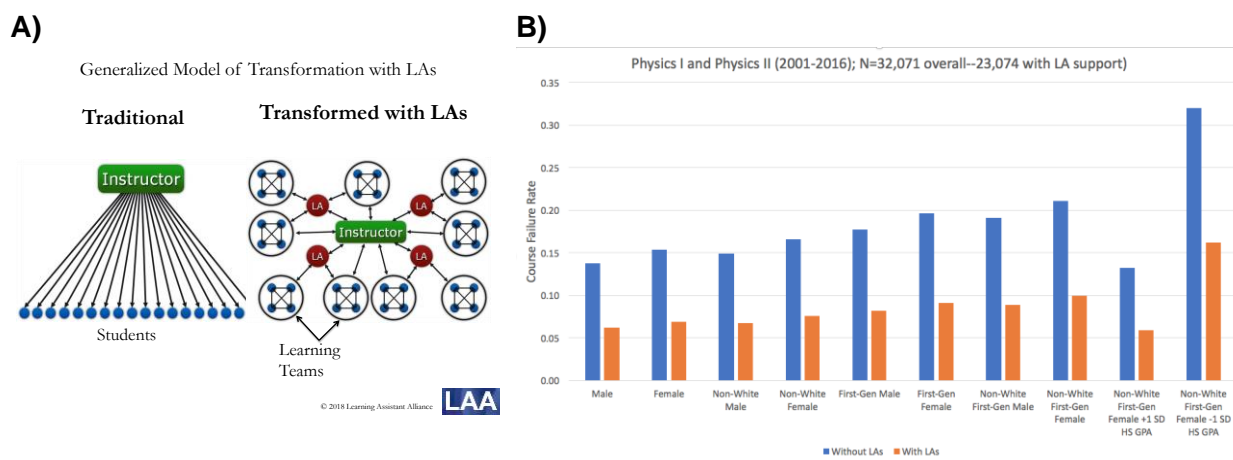 A)
Generalized Model of Transformation with LAs
Traditional
Transformed with LAs
Instructor
Students
LA
LA
Instructor
LA
LA
Learning
Teams
© 2018 Learning Assistant Alliance
LAA
B)
Physics I and Physics II (2001-2016); N=32,071 overall--23,074 with LA support)
Course Failure Rate
0.35
0.30
0.25
0.20
0.15
0.10
0.05
0.00
Male
Female
Non-White
Male
Non-White
Female
First-Gen Male
First-Gen
Female
Non-White
First-Gen Male
Non-White
First-Gen
Female
Non-White
First-Gen
Female +1 SD
HS GPA
Non-White
First-Gen
Female -1 SD
HS GPA
Without LAs
With LAs